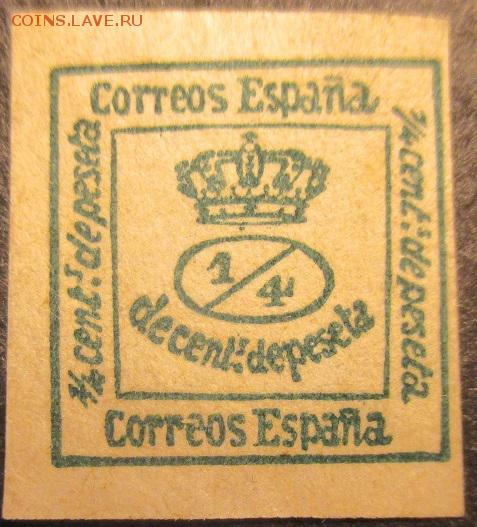 COINS.LAVE.RU
Correos España
1/4 cent.s de peseta
1/4 cent.s de peseta
1/4
de cent.s de peseta
Correos España